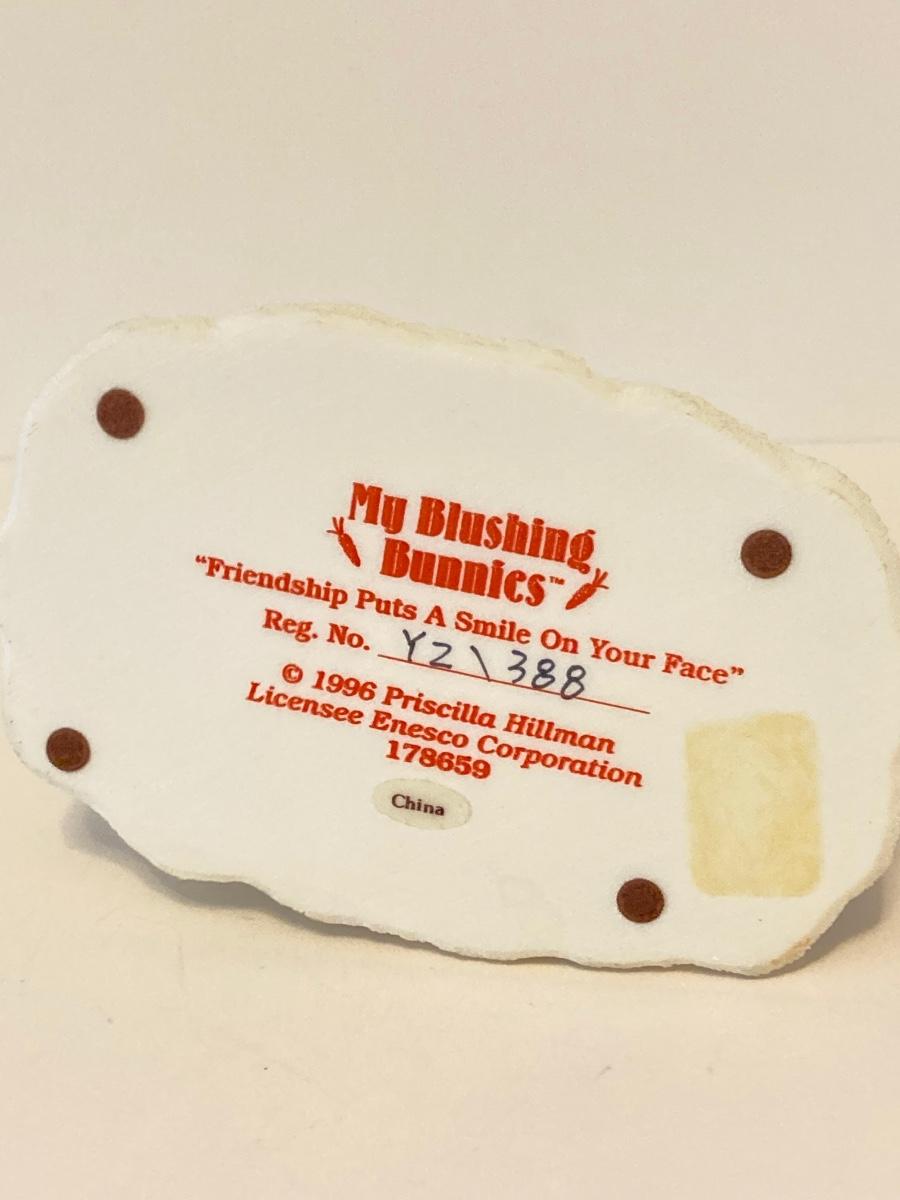 My Blushing
Bunnies™
"Friendship Puts A Smile On Your Face"
Reg. No. YZ\388
© 1996 Priscilla Hillman
Licensee Enesco Corporation
178659
China